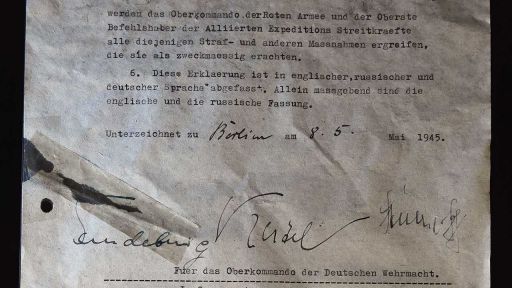 werden das Obergommando derRoten Armee und der Oberste
Befehlshaber der Alliierten Expeditions Streitkraefte
alle diejenigen Straf- und anderen Massnahmen ergreifen,
die sie als zweckmaessig erachten.
6. Diese Erklaerung ist in englischer,russischer und
deutscher Sprache abgefasst. Allein massgebend sind die
englische und die russische Fassung.
Unterzeichnet zu Berlin am 8. 5. Mai 1945.
Keitel
Fuer das Oberkommando der Deutschen Wehrmacht.